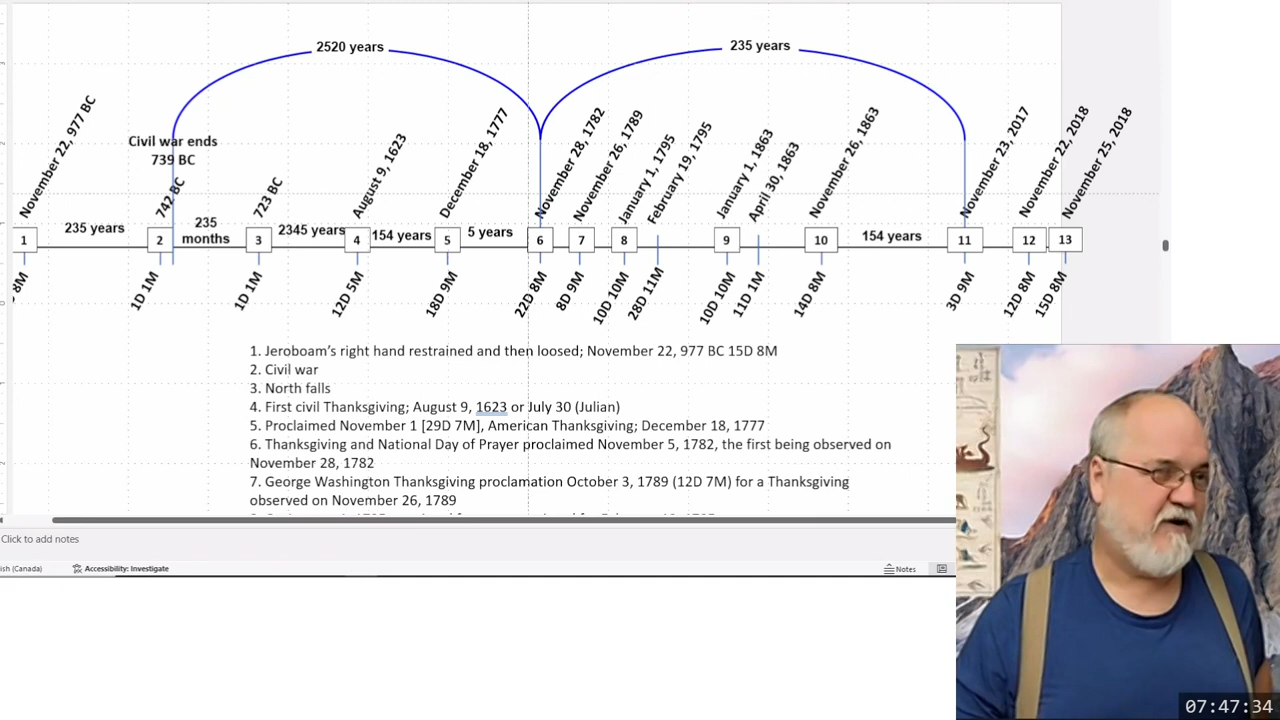 2520 years
235 years
November 22, 977 BC
Civil war ends
739 BC
742 BC
723 BC
August 9, 1623
December 18, 1777
November 28, 1782
November 26, 1789
January 1, 1795
February 19, 1795
January 1, 1863
April 30, 1863
November 26, 1863
November 23, 2017
November 22, 2018
November 25, 2018
235 years
235
months
2345 years
154 years
5 years
154 years
1 2 3 4 5 6 7 8 9 10 11 12 13
8M
1D 1M
1D 1M
12D 5M
18D 9M
22D 8M
8D 9M
10D 10M
28D 11M
10D 10M
11D 1M
14D 8M
3D 9M
12D 8M
15D 8M
1. Jeroboam's right hand restrained and then loosed; November 22, 977 BC 15D 8M
2. Civil war
3. North falls
4. First civil Thanksgiving; August 9, 1623 or July 30 (Julian)
5. Proclaimed November 1 [29D 7M], American Thanksgiving; December 18, 1777
6. Thanksgiving and National Day of Prayer proclaimed November 5, 1782, the first being observed on
November 28, 1782
7. George Washington Thanksgiving proclamation October 3, 1789 (12D 7M) for a Thanksgiving
observed on November 26, 1789
Click to add notes
ish (Canada) Accessibility: Investigate Notes
07:47:34